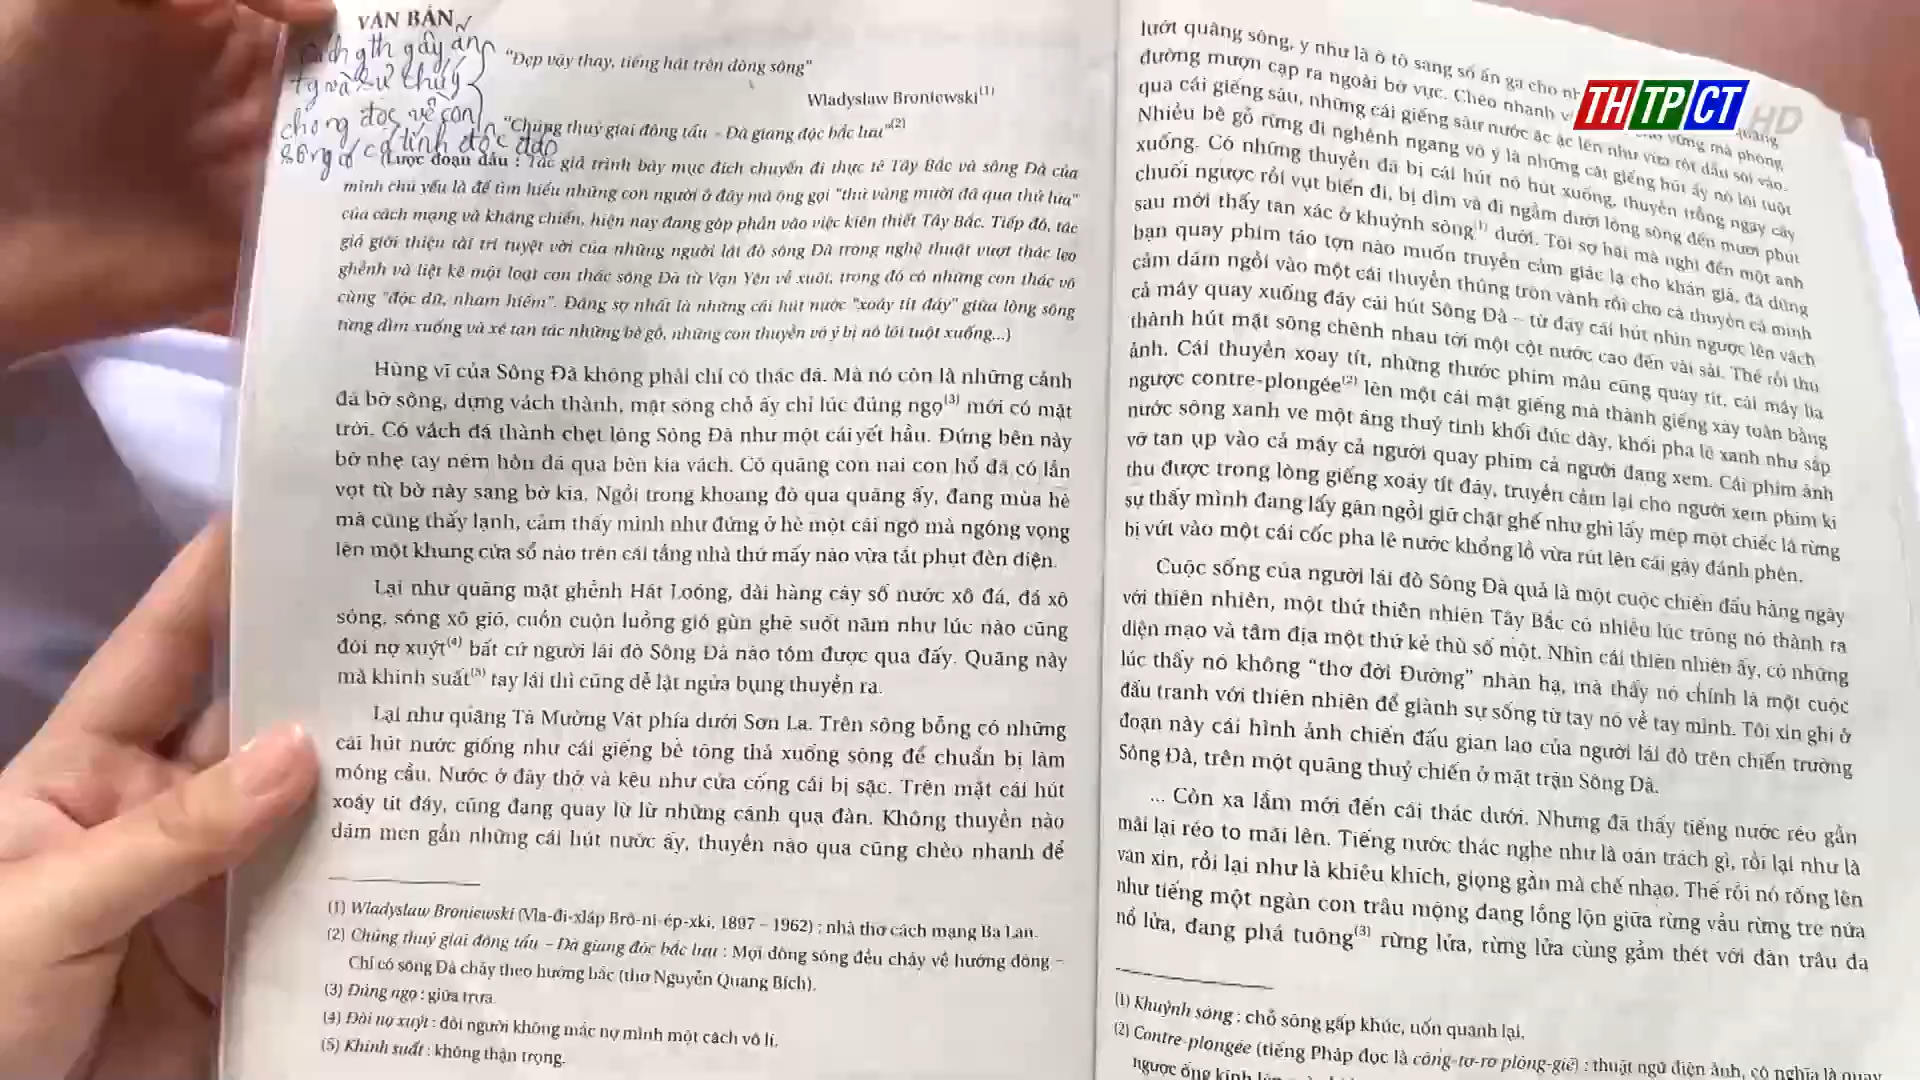 VĂN BẢN
Cách gth gây ấn
tg và sự chú ý
cho ng đọc về con
sông có cá tính độc đáo
"Đẹp vậy thay, tiếng hát trên dòng sông"
Wladyslaw Broniewski(1)
"Chúng thuỷ giai đông tẩu – Đà giang độc bắc lưu"(2)
(Lược đoạn đầu : Tác giả trình bày mục đích chuyến đi thực tế Tây Bắc và sông Đà của
mình chủ yếu là để tìm hiểu những con người ở đây mà ông gọi "thứ vàng mười đã qua thử lửa"
của cách mạng và kháng chiến, hiện nay đang góp phần vào việc kiến thiết Tây Bắc. Tiếp đó, tác
giả giới thiệu tài trí tuyệt vời của những người lái đò sông Đà trong nghệ thuật vượt thác leo
ghềnh và liệt kê một loạt con thác sông Đà từ Vạn Yên về xuôi, trong đó có những con thác vô
cùng "độc dữ, nham hiểm". Đáng sợ nhất là những cái hút nước "xoáy tít đáy" giữa lòng sông
từng dìm xuống và xé tan tác những bè gỗ, những con thuyền vô ý bị nó lôi tuột xuống...)
Hùng vĩ của Sông Đà không phải chỉ có thác đá. Mà nó còn là những cảnh
đá bờ sông, dựng vách thành, mặt sông chỗ ấy chỉ lúc đúng ngọ(3) mới có mặt
trời. Có vách đá thành chẹt lòng Sông Đà như một cái yết hầu. Đứng bên này
bờ nhẹ tay ném hòn đá qua bên kia vách. Có quãng con nai con hổ đã có lần
vọt từ bờ này sang bờ kia. Ngồi trong khoang đò qua quãng ấy, đang mùa hè
mà cũng thấy lạnh, cảm thấy mình như đứng ở hè một cái ngõ mà ngóng vọng
lên một khung cửa sổ nào trên cái tầng nhà thứ mấy nào vừa tắt phụt đèn điện.
Lại như quãng mặt ghềnh Hát Loóng, dài hàng cây số nước xô đá, đá xô
sóng, sóng xô gió, cuồn cuộn luồng gió gùn ghè suốt năm như lúc nào cũng
đòi nợ xuýt(4) bất cứ người lái đò Sông Đà nào tóm được qua đấy. Quãng này
mà khinh suất(5) tay lái thì cũng dễ lật ngửa bụng thuyền ra.
Lại như quãng Tà Mường Vát phía dưới Sơn La. Trên sông bỗng có những
cái hút nước giống như cái giếng bê tông thả xuống sông để chuẩn bị làm
móng cầu. Nước ở đây thở và kêu như cửa cống cái bị sặc. Trên mặt cái hút
xoáy tít đáy, cũng đang quay lừ lừ những cánh quạ đàn. Không thuyền nào
dám men gần những cái hút nước ấy, thuyền nào qua cũng chèo nhanh để
(1) Wladyslaw Broniewski (Vla-đi-xláp Brô-ni-ép-xki, 1897 – 1962) : nhà thơ cách mạng Ba Lan.
(2) Chúng thuỷ giai đông tẩu – Đà giang độc bắc lưu : Mọi dòng sông đều chảy về hướng đông –
Chỉ có sông Đà chảy theo hướng bắc (thơ Nguyễn Quang Bích).
(3) Đúng ngọ : giữa trưa.
(4) Đòi nợ xuýt : đòi người không mắc nợ mình một cách vô lí.
(5) Khinh suất : không thận trọng.
lướt quãng sông, y như là ô tô sang số ấn ga cho
đường mượn cạp ra ngoài bờ vực. Chèo nhanh
qua cái giếng sâu, những cái giếng sâu nước ặc ặc lên như vừa rót dầu sôi vào.
Nhiều bè gỗ rừng đi nghênh ngang vô ý là những cái giếng hút ấy nó lôi tuột
xuống. Có những thuyền đã bị cái hút nó hút xuống, thuyền trồng ngay cây
chuối ngược rồi vụt biến đi, bị dìm và đi ngầm dưới lòng sông đến mươi phút
sau mới thấy tan xác ở khuỷnh sông(1) dưới. Tôi sợ hãi mà nghĩ đến một anh
bạn quay phim táo tợn nào muốn truyền cảm giác lạ cho khán giả, đã dũng
cảm dám ngồi vào một cái thuyền thúng tròn vành rồi cho cả thuyền cả mình
cả máy quay xuống đáy cái hút Sông Đà – từ đáy cái hút nhìn ngược lên vách
thành hút mặt sông chênh nhau tới một cột nước cao đến vài sải. Thế rồi thu
ảnh. Cái thuyền xoay tít, những thước phim màu cũng quay tít, cái máy lia
ngược contre-plongée(2) lên một cái mặt giếng mà thành giếng xây toàn bằng
nước sông xanh ve một áng thuỷ tinh khối đúc dày, khối pha lê xanh như sắp
vỡ tan ụp vào cả máy cả người quay phim cả người đang xem. Cái phim ảnh
thu được trong lòng giếng xoáy tít đáy, truyền cảm lại cho người xem phim kí
sự thấy mình đang lấy gân ngồi giữ chặt ghế như ghì lấy mép một chiếc lá rừng
bị vứt vào một cái cốc pha lê nước khổng lồ vừa rút lên cái gậy đánh phèn.
Cuộc sống của người lái đò Sông Đà quả là một cuộc chiến đấu hằng ngày
với thiên nhiên, một thứ thiên nhiên Tây Bắc có nhiều lúc trông nó thành ra
diện mạo và tâm địa một thứ kẻ thù số một. Nhìn cái thiên nhiên ấy, có những
lúc thấy nó không "thơ đời Đường" nhàn hạ, mà thấy nó chính là một cuộc
đấu tranh với thiên nhiên để giành sự sống từ tay nó về tay mình. Tôi xin ghi ở
đoạn này cái hình ảnh chiến đấu gian lao của người lái đò trên chiến trường
Sông Đà, trên một quãng thuỷ chiến ở mặt trận Sông Đà.
... Còn xa lắm mới đến cái thác dưới. Nhưng đã thấy tiếng nước réo gần
mãi lại réo to mãi lên. Tiếng nước thác nghe như là oán trách gì, rồi lại như là
van xin, rồi lại như là khiêu khích, giọng gằn mà chế nhạo. Thế rồi nó rống lên
như tiếng một ngàn con trâu mộng đang lồng lộn giữa rừng vầu rừng tre nứa
nổ lửa, đang phá tuông(3) rừng lửa, rừng lửa cùng gầm thét với đàn trâu da
(1) Khuỷnh sông : chỗ sông gấp khúc, uốn quanh lại.
(2) Contre-plongée (tiếng Pháp đọc là công-tơ-rơ plông-giê) : thuật ngữ điện ảnh, có nghĩa là quay
THTPCT HD